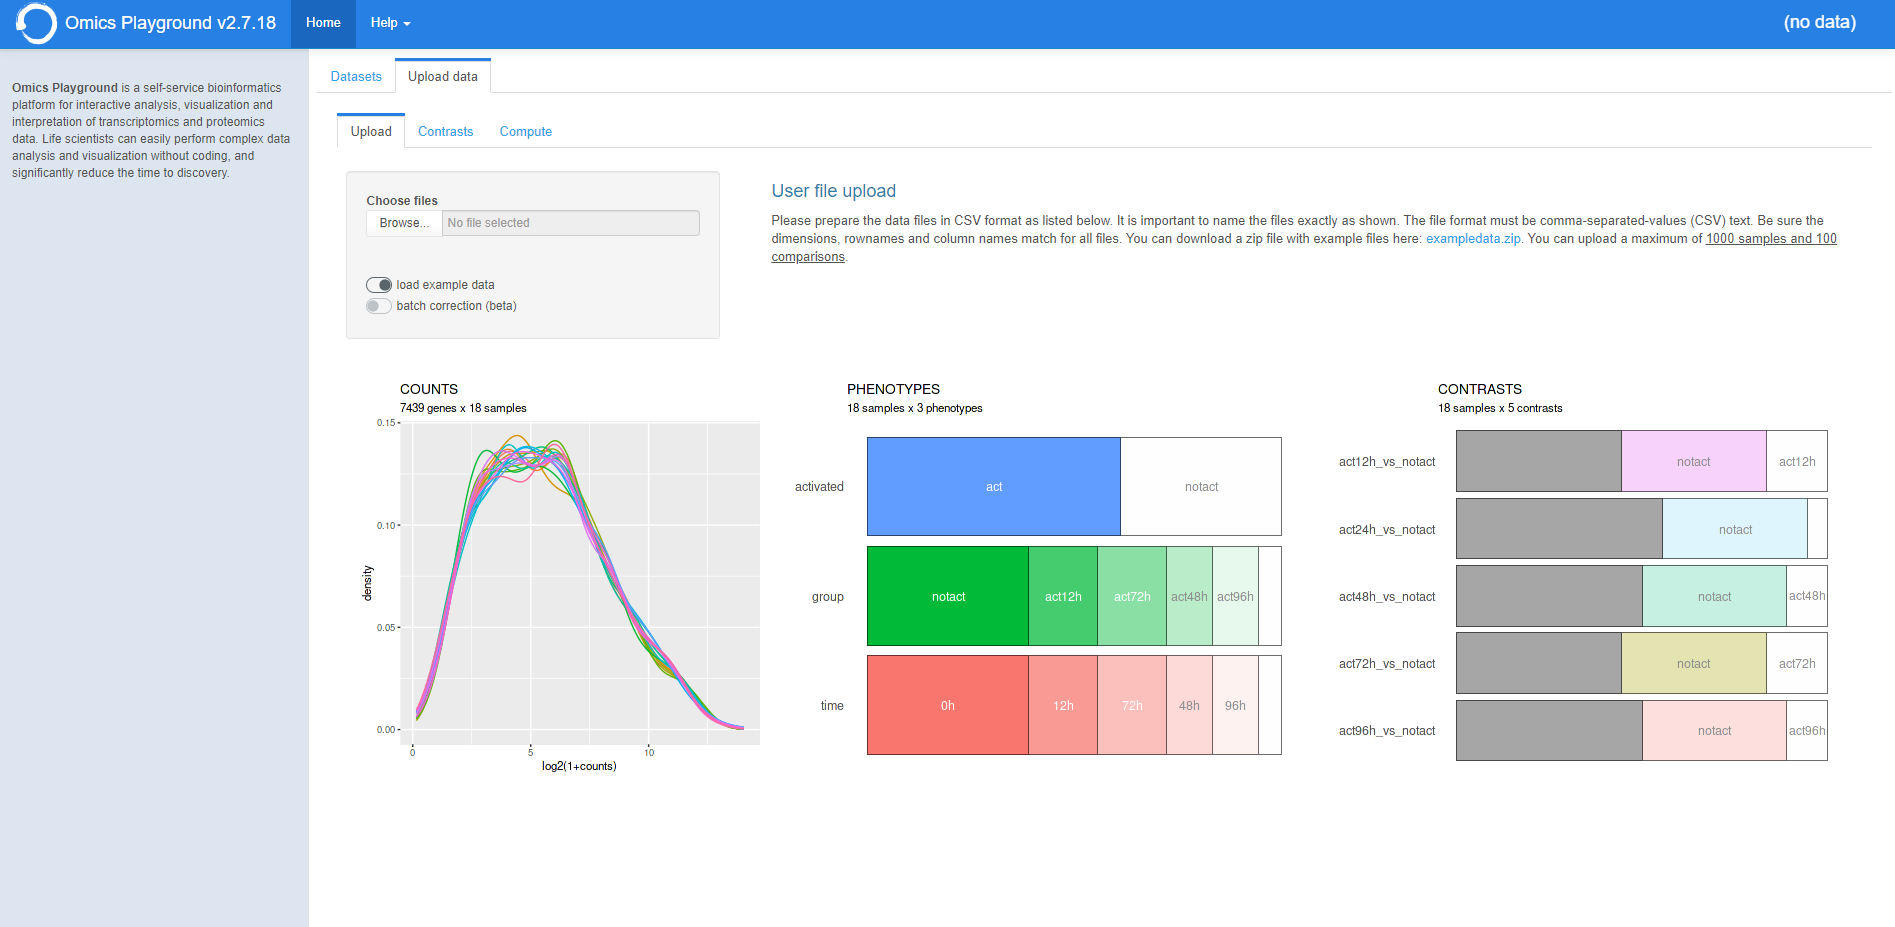 Omics Playground v2.7.18
Home
Help
(no data)
Omics Playground is a self-service bioinformatics
platform for interactive analysis, visualization and
interpretation of transcriptomics and proteomics
data. Life scientists can easily perform complex data
analysis and visualization without coding, and
significantly reduce the time to discovery.
Datasets
Upload data
Upload
Contrasts
Compute
Choose files
Browse...
No file selected
load example data
batch correction (beta)
User file upload
Please prepare the data files in CSV format as listed below. It is important to name the files exactly as shown. The file format must be comma-separated-values (CSV) text. Be sure the
dimensions, rownames and column names match for all files. You can download a zip file with example files here: exampledata.zip. You can upload a maximum of 1000 samples and 100
comparisons.
COUNTS
7439 genes x 18 samples
0.15
0.10
0.05
0.00
density
0
5
10
log2(1+counts)
PHENOTYPES
18 samples x 3 phenotypes
activated
act
notact
group
notact
act12h
act72h
act48h
act96h
time
0h
12h
72h
48h
96h
CONTRASTS
18 samples x 5 contrasts
act12h_vs_notact
notact
act12h
act24h_vs_notact
notact
act48h_vs_notact
notact
act48h
act72h_vs_notact
notact
act72h
act96h_vs_notact
notact
act96h